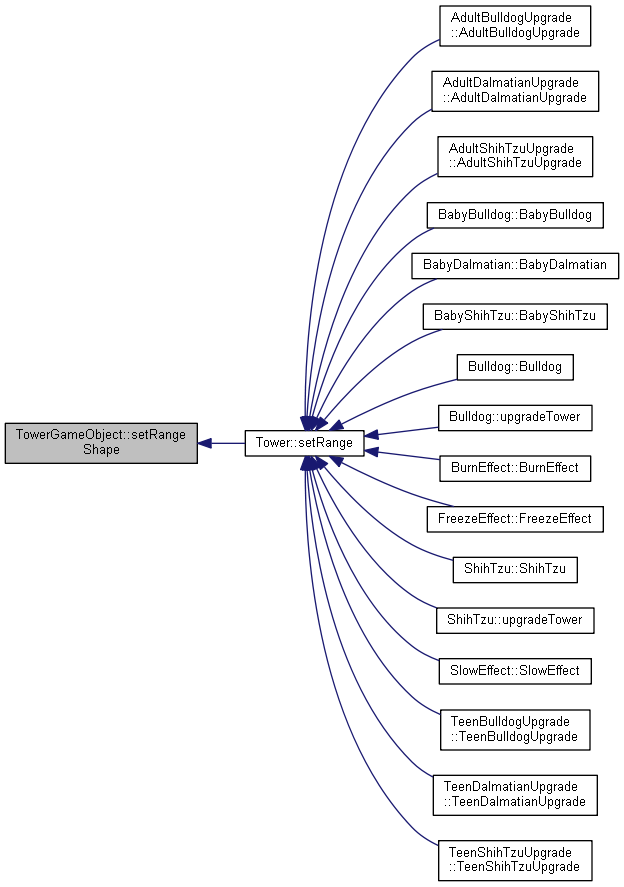 AdultBulldogUpgrade
::AdultBulldogUpgrade
AdultDalmatianUpgrade
::AdultDalmatianUpgrade
AdultShihTzuUpgrade
::AdultShihTzuUpgrade
BabyBulldog::BabyBulldog
BabyDalmatian::BabyDalmatian
BabyShihTzu::BabyShihTzu
Bulldog::Bulldog
Bulldog::upgradeTower
TowerGameObject::setRange
Shape
Tower::setRange
BurnEffect::BurnEffect
FreezeEffect::FreezeEffect
ShihTzu::ShihTzu
ShihTzu::upgradeTower
SlowEffect::SlowEffect
TeenBulldogUpgrade
::TeenBulldogUpgrade
TeenDalmatianUpgrade
::TeenDalmatianUpgrade
TeenShihTzuUpgrade
::TeenShihTzuUpgrade